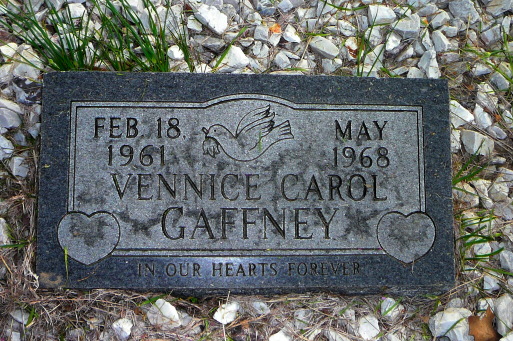 FEB. 18, MAY
1961 1968
VENNICE CAROL
GAFFNEY
IN OUR HEARTS FOREVER